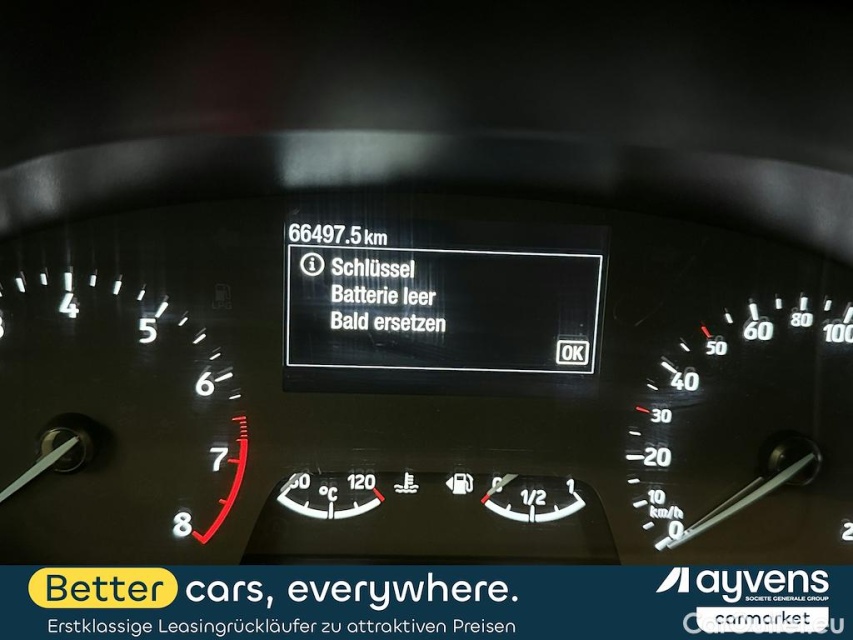 66497.5 km
Schlüssel
Batterie leer
Bald ersetzen
OK
4
5
6
7
8
60 °C 120
0 1/2 1
0
10
20
30
40
50
60
80
100
km/h
Better cars, everywhere.
Erstklassige Leasingrückläufer zu attraktiven Preisen
ayvens
SOCIETE GENERALE GROUP
carmarket